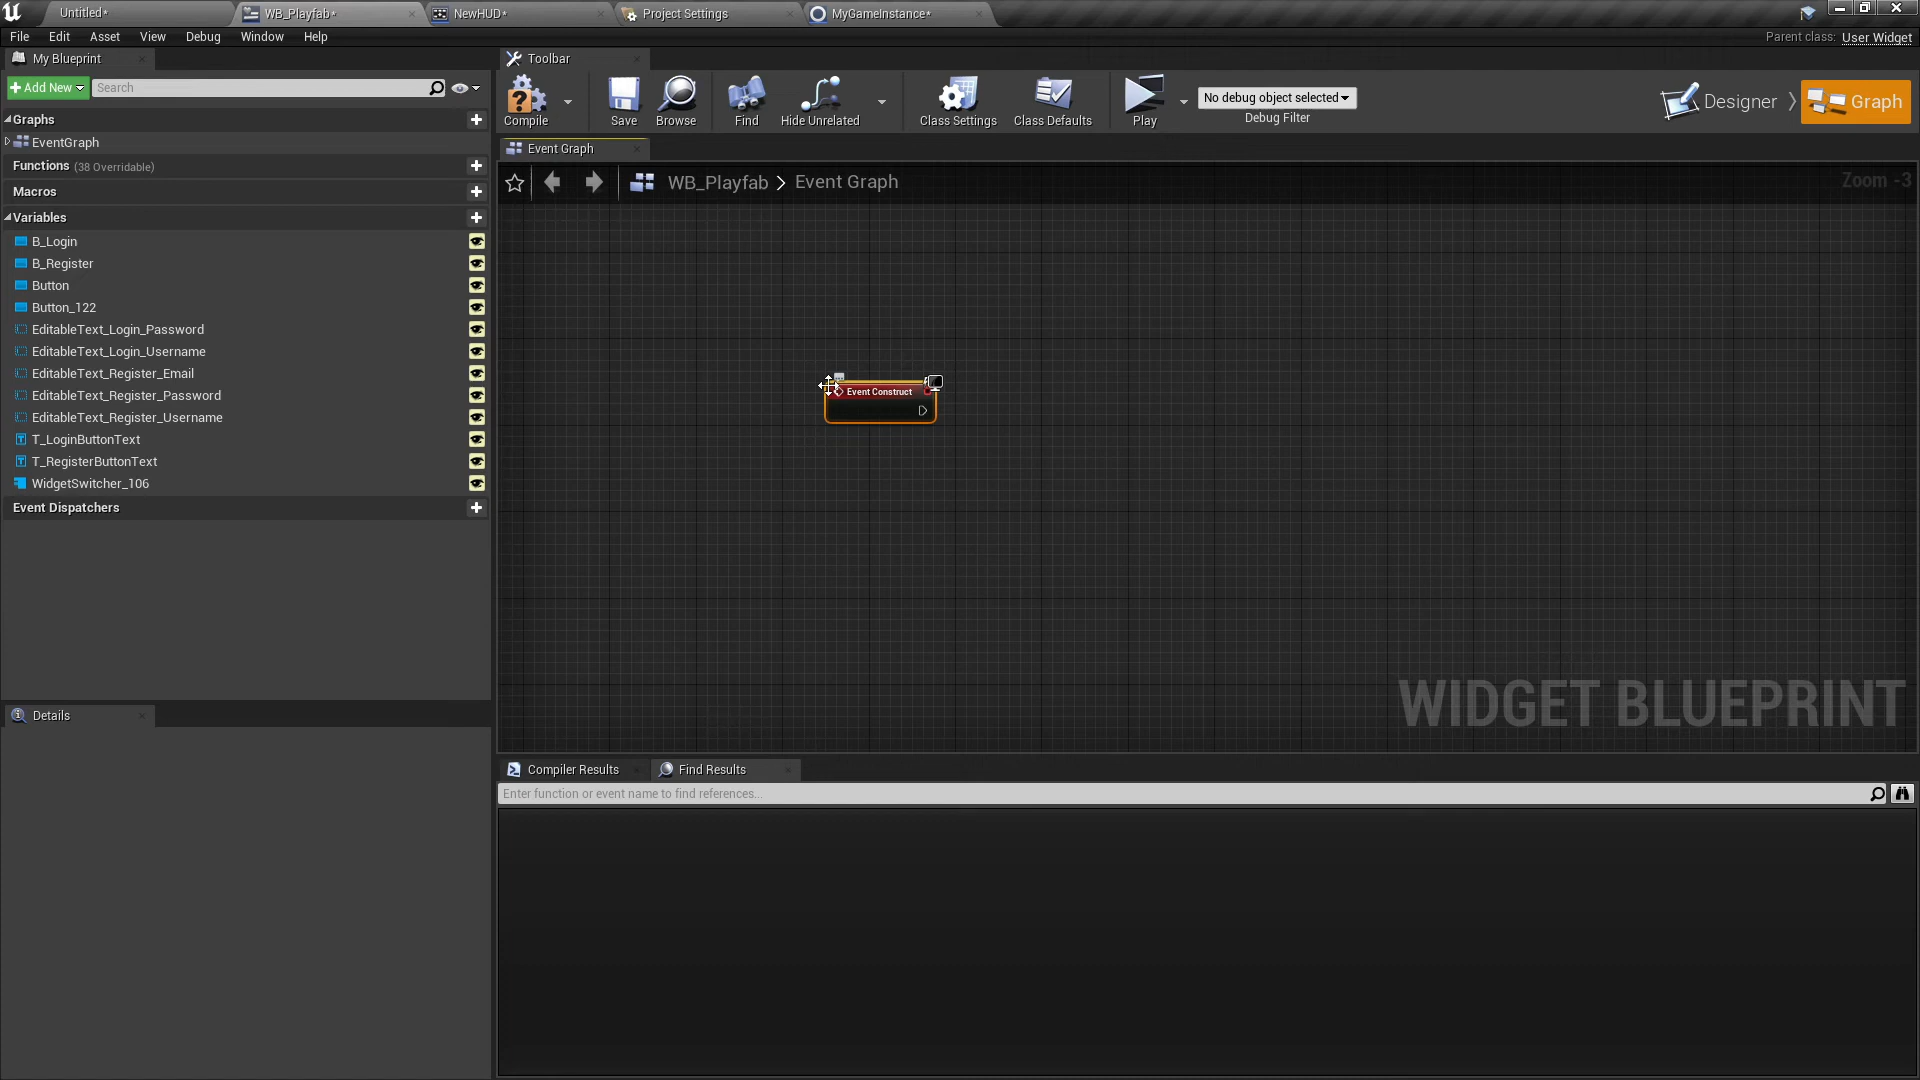 Untitled*
WB_Playfab*
NewHUD*
Project Settings
MyGameInstance*
File Edit Asset View Debug Window Help
Parent class: User Widget
My Blueprint
Toolbar
Add New
Search
Compile
Save
Browse
Find
Hide Unrelated
Class Settings
Class Defaults
Play
No debug object selected
Debug Filter
Designer
Graph
Graphs
EventGraph
Functions (38 Overridable)
Macros
Variables
B_Login
B_Register
Button
Button_122
EditableText_Login_Password
EditableText_Login_Username
EditableText_Register_Email
EditableText_Register_Password
EditableText_Register_Username
T_LoginButtonText
T_RegisterButtonText
WidgetSwitcher_106
Event Dispatchers
Details
Event Graph
WB_Playfab > Event Graph
Zoom -3
Event Construct
WIDGET BLUEPRINT
Compiler Results
Find Results
Enter function or event name to find references...